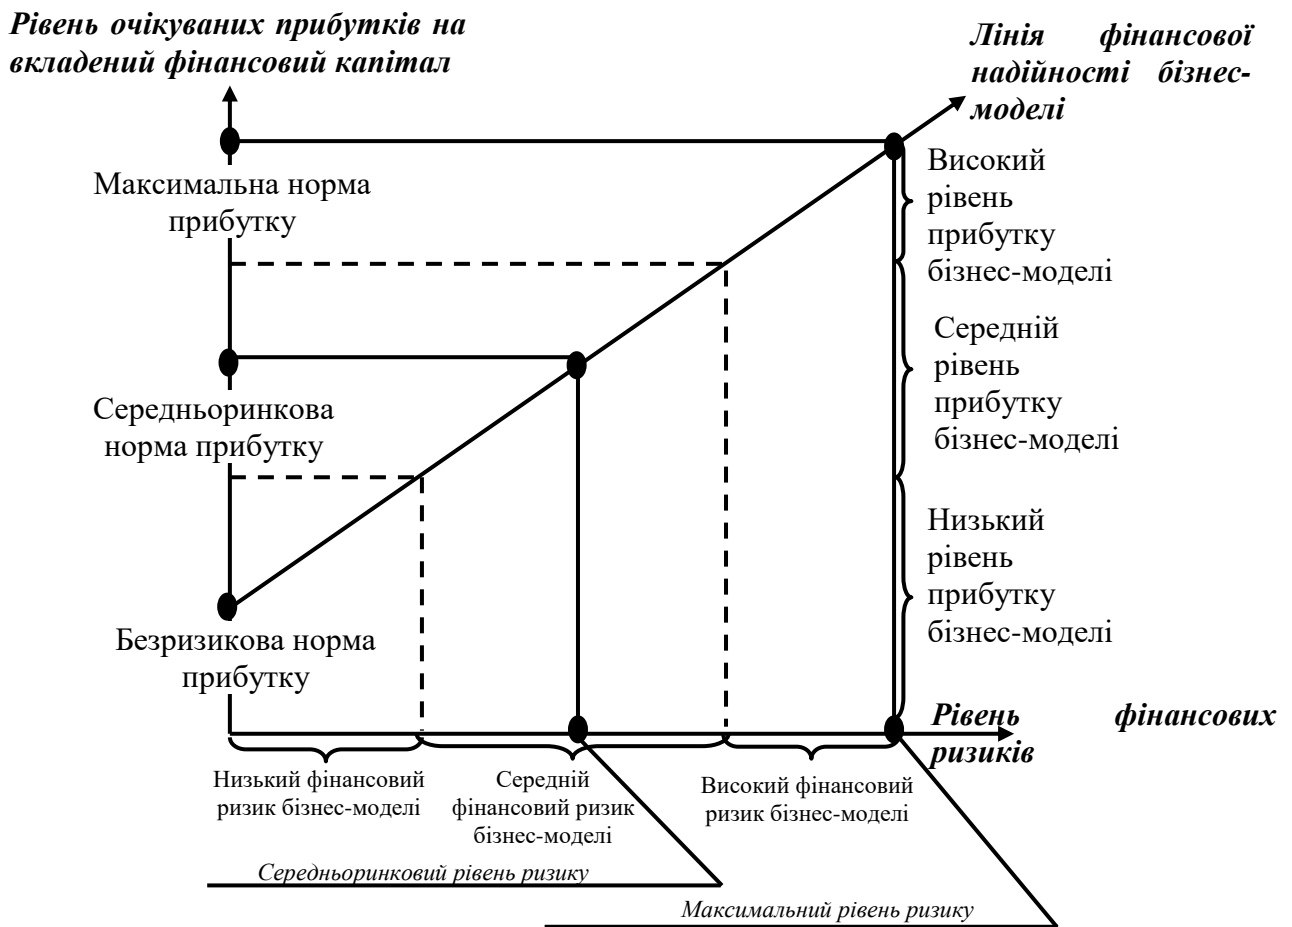 Рівень очікуваних прибутків на
вкладений фінансовий капітал
Лінія фінансової
надійності бізнес-
моделі
Максимальна норма
прибутку
Високий
рівень
прибутку
бізнес-моделі
Середній
рівень
прибутку
бізнес-моделі
Середньоринкова
норма прибутку
Низький
рівень
прибутку
бізнес-моделі
Безризикова норма
прибутку
Рівень фінансових
ризиків
Низький фінансовий
ризик бізнес-моделі
Середній
фінансовий ризик
бізнес-моделі
Високий фінансовий
ризик бізнес-моделі
Середньоринковий рівень ризику
Максимальний рівень ризику